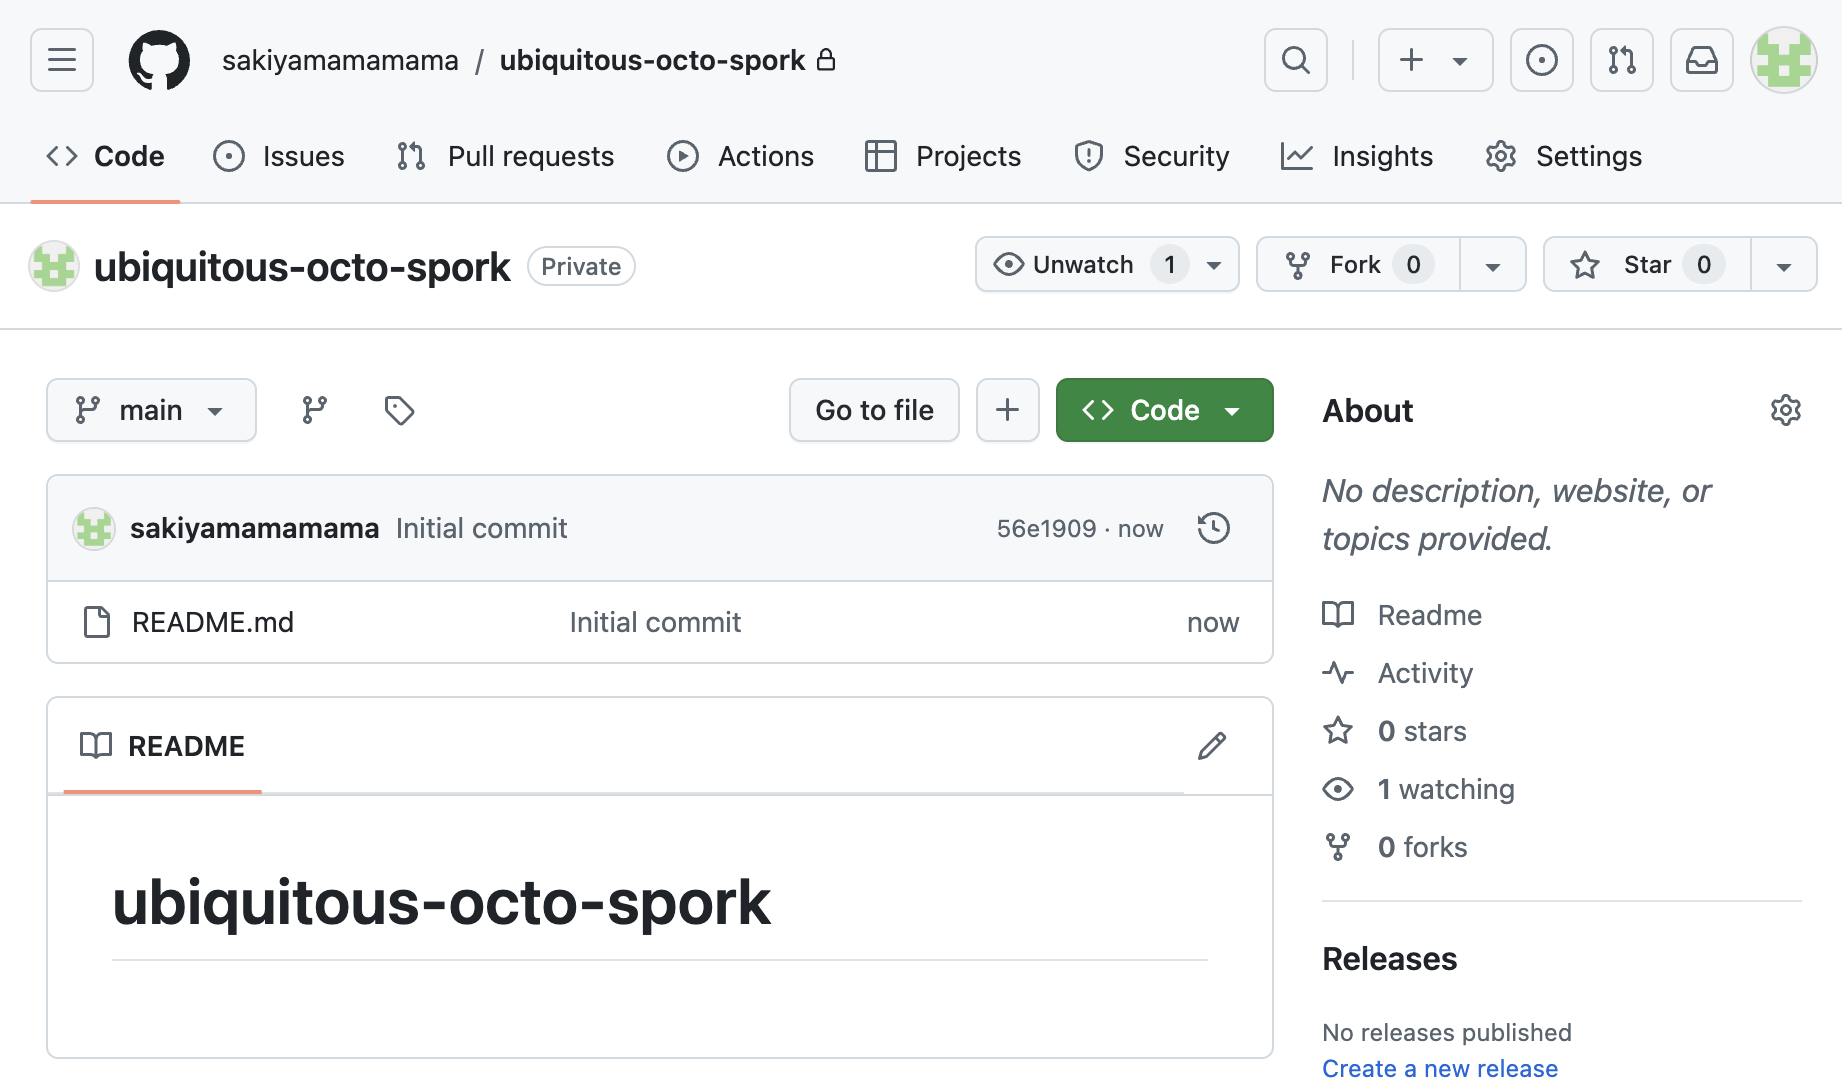 sakiyamamamama / ubiquitous-octo-spork
Code Issues Pull requests Actions Projects Security Insights Settings
ubiquitous-octo-spork Private Unwatch 1 Fork 0 Star 0
main Go to file Code
sakiyamamamama Initial commit 56e1909 · now
README.md Initial commit now
README
ubiquitous-octo-spork
About
No description, website, or
topics provided.
Readme
Activity
0 stars
1 watching
0 forks
Releases
No releases published
Create a new release